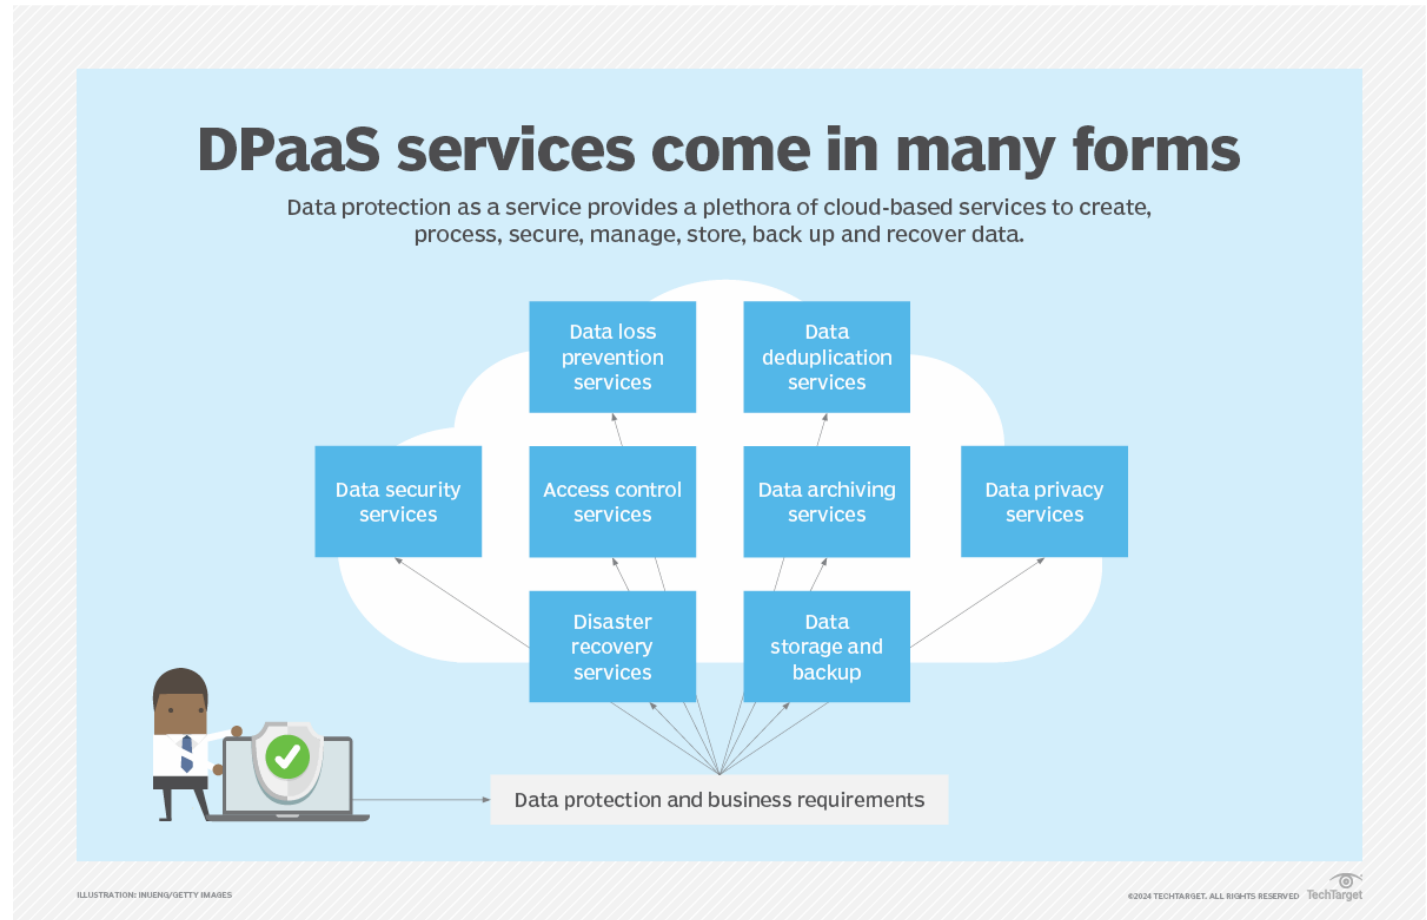 DPaaS services come in many forms
Data protection as a service provides a plethora of cloud-based services to create,
process, secure, manage, store, back up and recover data.
Data loss
prevention
services
Data
deduplication
services
Data security
services
Access control
services
Data archiving
services
Data privacy
services
Disaster
recovery
services
Data
storage and
backup
Data protection and business requirements
ILLUSTRATION: INUENG/GETTY IMAGES
©2024 TECHTARGET. ALL RIGHTS RESERVED
TechTarget